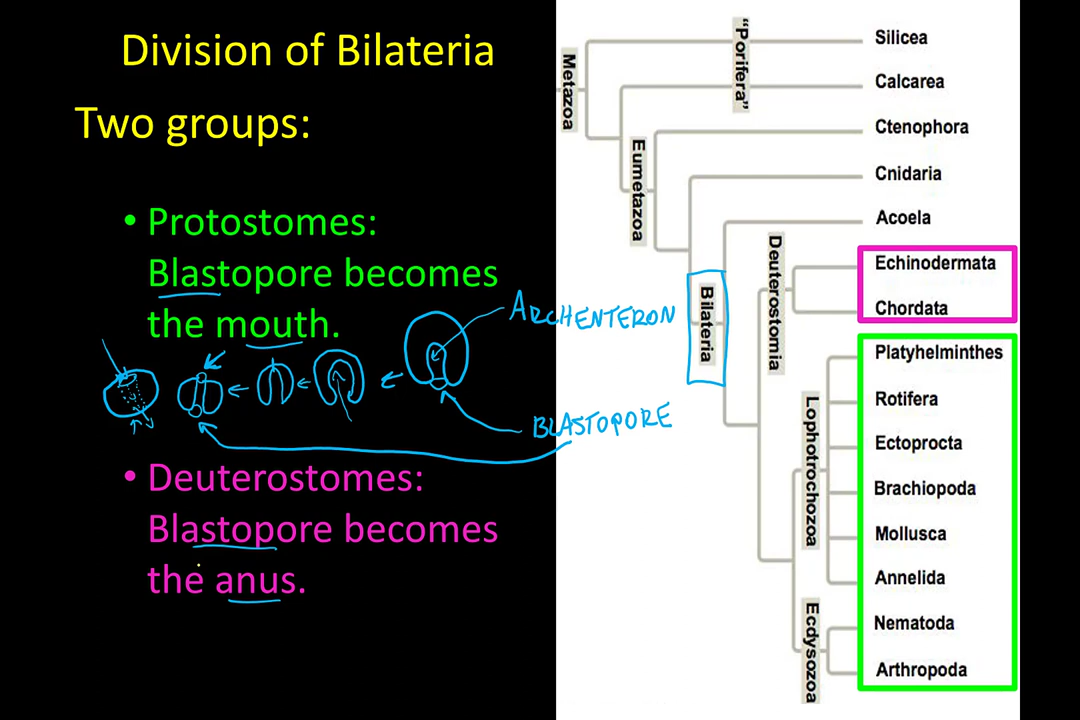 Division of Bilateria
Two groups:
• Protostomes:
Blastopore becomes
the mouth.
ARCHENTERON
BLASTOPORE
• Deuterostomes:
Blastopore becomes
the anus.
Metazoa
"Porifera"
Eumetazoa
Bilateria
Deuterostomia
Lophotrochozoa
Ecdysozoa
Silicea
Calcarea
Ctenophora
Cnidaria
Acoela
Echinodermata
Chordata
Platyhelminthes
Rotifera
Ectoprocta
Brachiopoda
Mollusca
Annelida
Nematoda
Arthropoda